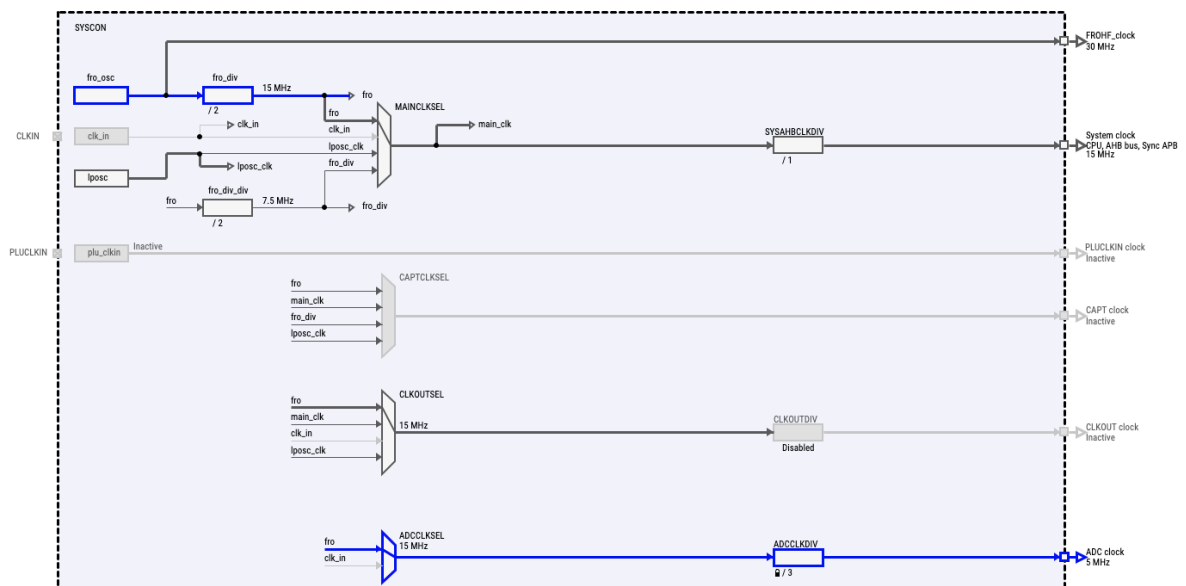 SYSCON
FROHF_clock
30 MHz
fro_osc
fro_div
15 MHz
fro
/ 2
fro
MAINCLKSEL
CLKIN
clk_in
clk_in
clk_in
main_clk
SYSAHBCLKDIV
/ 1
System clock
CPU, AHB bus, Sync APB
15 MHz
lposc_clk
lposc
lposc_clk
fro_div
fro_div_div
fro
7.5 MHz
fro_div
/ 2
PLUCLKIN
plu_clkin
Inactive
PLUCLKIN clock
Inactive
CAPTCLKSEL
fro
main_clk
fro_div
lposc_clk
CAPT clock
Inactive
CLKOUTSEL
fro
main_clk
clk_in
lposc_clk
15 MHz
CLKOUTDIV
Disabled
CLKOUT clock
Inactive
ADCCLKSEL
15 MHz
fro
clk_in
ADCCLKDIV
/ 3
ADC clock
5 MHz